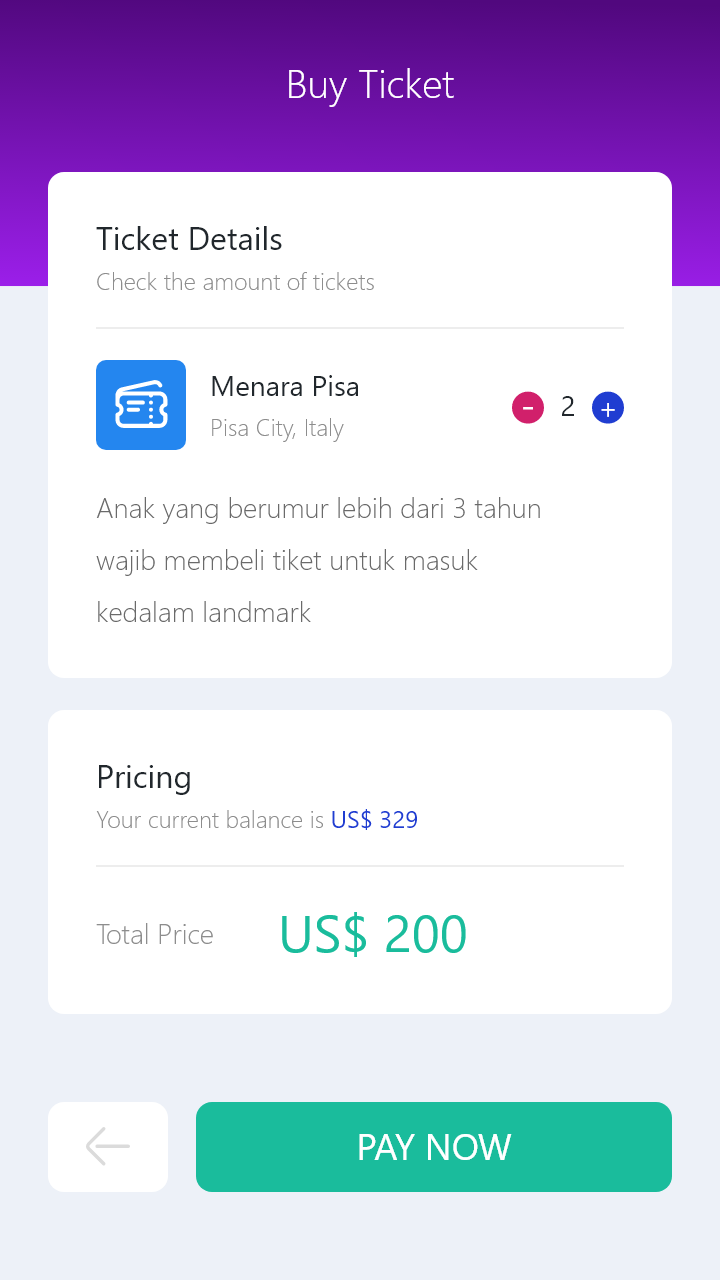 Buy Ticket
Ticket Details
Check the amount of tickets
Menara Pisa
Pisa City, Italy
- 2 +
Anak yang berumur lebih dari 3 tahun
wajib membeli tiket untuk masuk
kedalam landmark
Pricing
Your current balance is US$ 329
Total Price US$ 200
PAY NOW